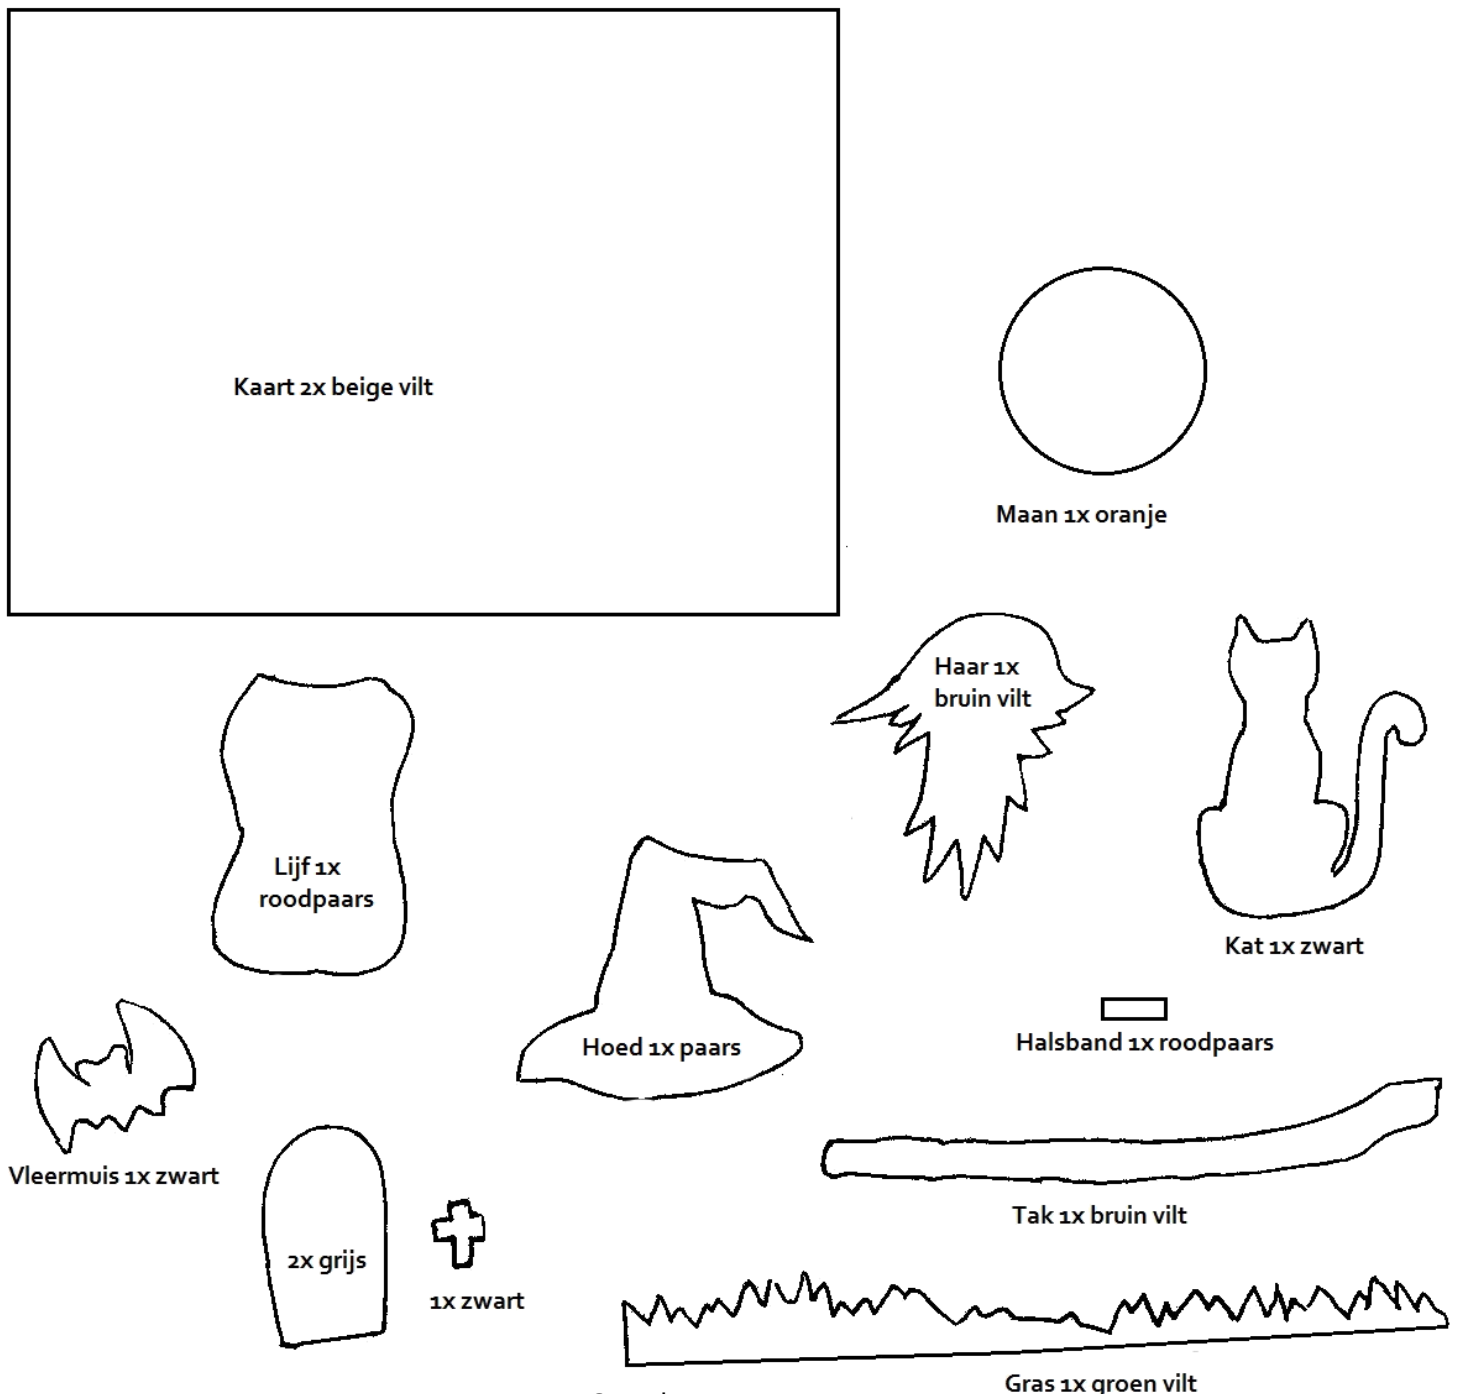 Kaart 2x beige vilt
Maan 1x oranje
Haar 1x
bruin vilt
Lijf 1x
roodpaars
Kat 1x zwart
Hoed 1x paars
Halsband 1x roodpaars
Vleermuis 1x zwart
Tak 1x bruin vilt
2x grijs
1x zwart
Gras 1x groen vilt